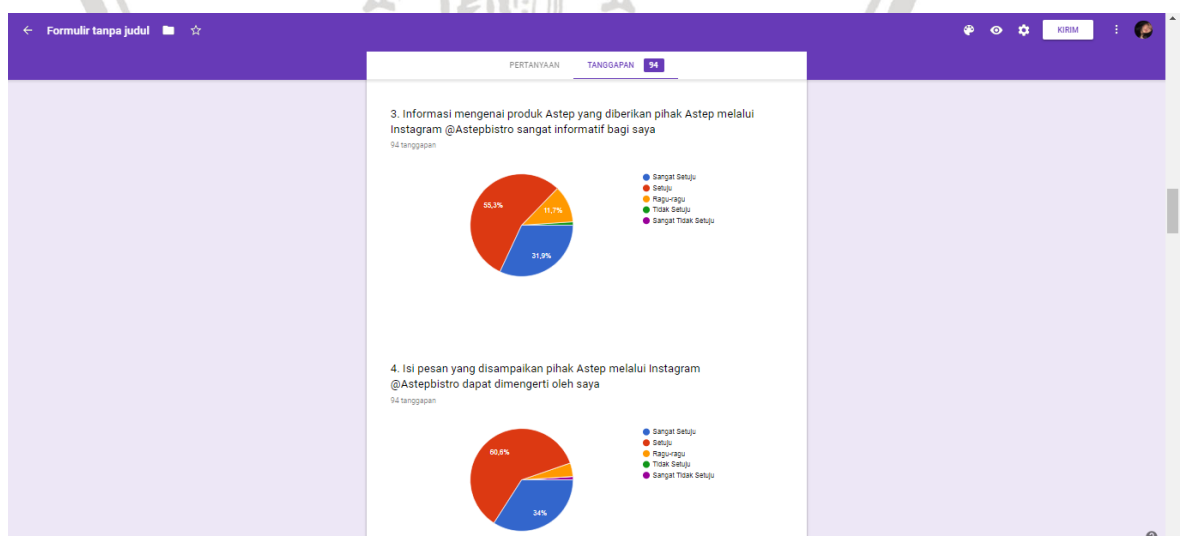 Formulir tanpa judul
KIRIM
PERTANYAAN TANGGAPAN 94
3. Informasi mengenai produk Astep yang diberikan pihak Astep melalui
Instagram @Astepbistro sangat informatif bagi saya
94 tanggapan
Sangat Setuju
Setuju
Ragu-ragu
Tidak Setuju
Sangat Tidak Setuju
55,3%
11,7%
31,9%
4. Isi pesan yang disampaikan pihak Astep melalui Instagram
@Astepbistro dapat dimengerti oleh saya
94 tanggapan
Sangat Setuju
Setuju
Ragu-ragu
Tidak Setuju
Sangat Tidak Setuju
60,6%
34%